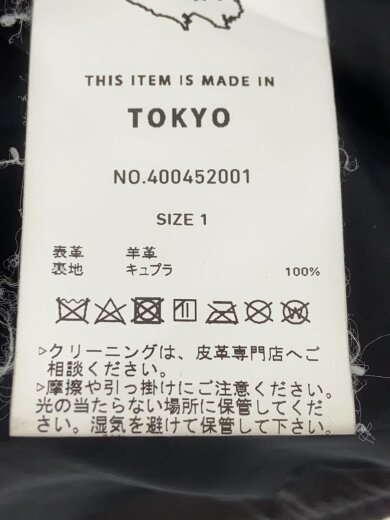 THIS ITEM IS MADE IN
TOKYO
NO.400452001
SIZE 1
表革 羊革
裏地 キュプラ 100%
▷クリーニングは、皮革専門店へご
相談ください。
▷摩擦や引っ掛けにご注意ください。
光の当たらない場所に保管してくだ
さい。湿気を避けて保管して下さい。